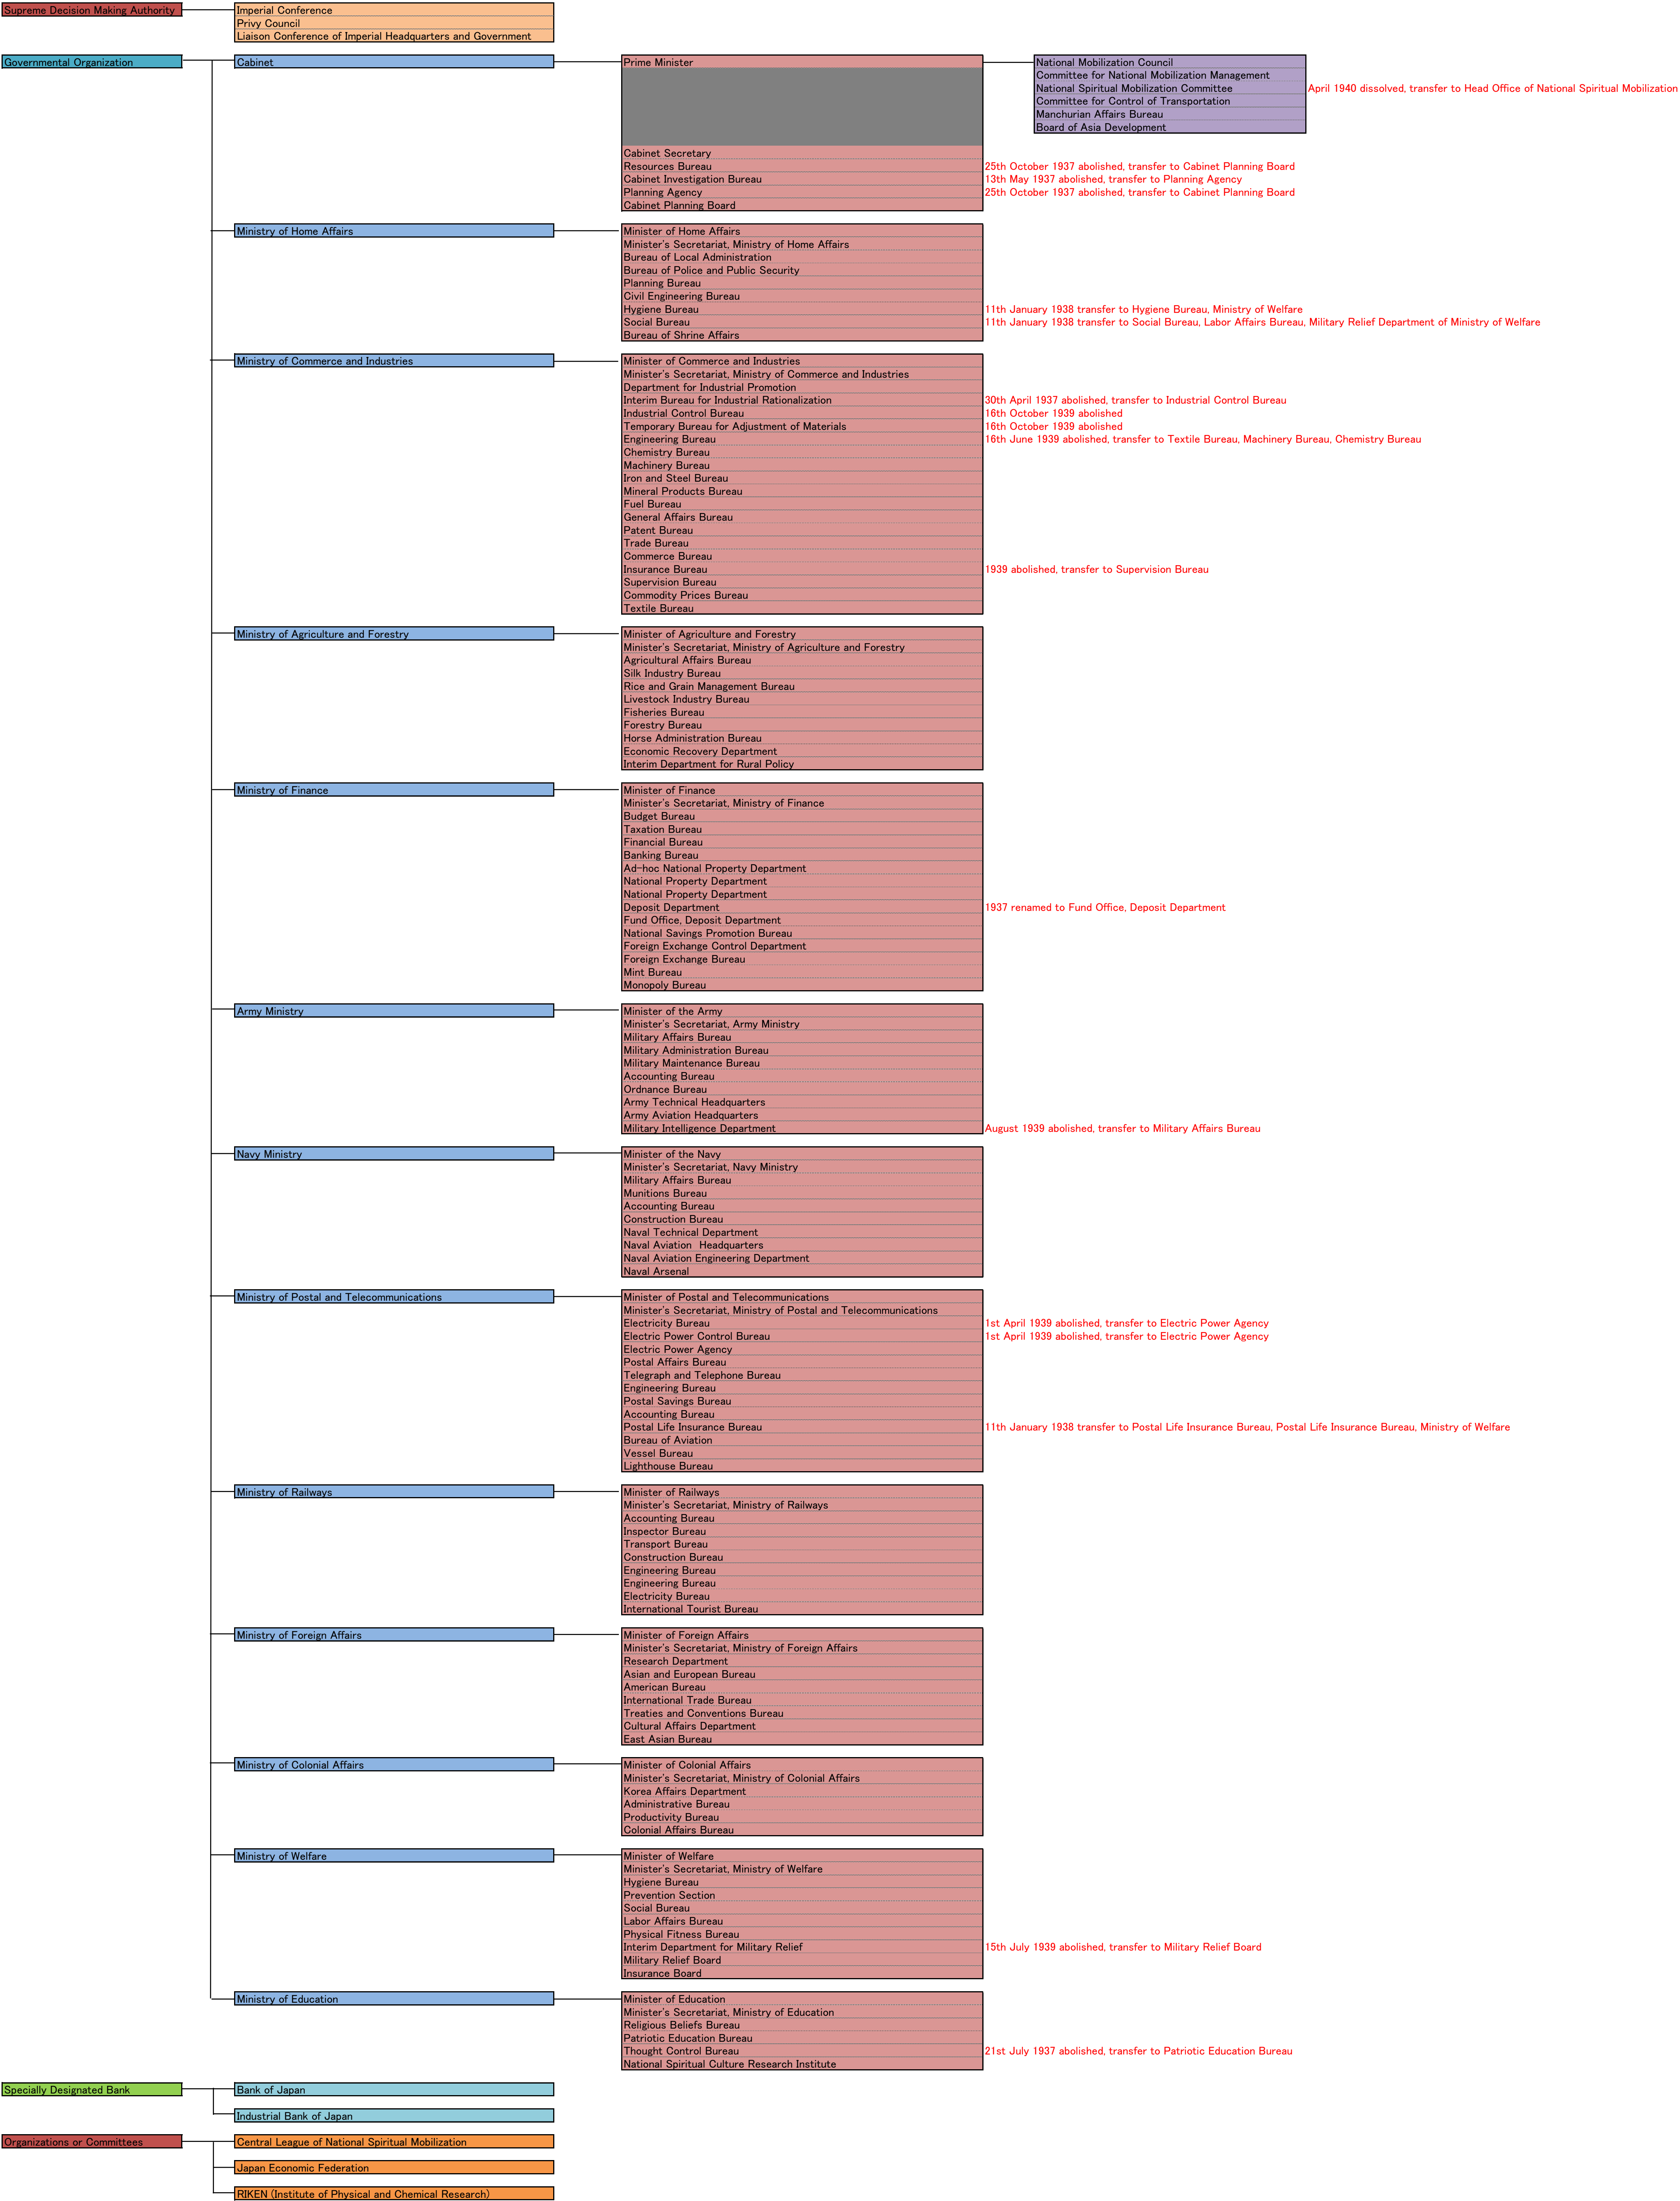 Supreme Decision Making Authority
Imperial Conference
Privy Council
Liaison Conference of Imperial Headquarters and Government
Governmental Organization
Cabinet
Prime Minister
National Mobilization Council
Committee for National Mobilization Management
National Spiritual Mobilization Committee
April 1940 dissolved, transfer to Head Office of National Spiritual Mobilization
Committee for Control of Transportation
Manchurian Affairs Bureau
Board of Asia Development
Cabinet Secretary
Resources Bureau
25th October 1937 abolished, transfer to Cabinet Planning Board
Cabinet Investigation Bureau
13th May 1937 abolished, transfer to Planning Agency
Planning Agency
25th October 1937 abolished, transfer to Cabinet Planning Board
Cabinet Planning Board
Ministry of Home Affairs
Minister of Home Affairs
Minister's Secretariat, Ministry of Home Affairs
Bureau of Local Administration
Bureau of Police and Public Security
Planning Bureau
Civil Engineering Bureau
Hygiene Bureau
11th January 1938 transfer to Hygiene Bureau, Ministry of Welfare
Social Bureau
11th January 1938 transfer to Social Bureau, Labor Affairs Bureau, Military Relief Department of Ministry of Welfare
Bureau of Shrine Affairs
Ministry of Commerce and Industries
Minister of Commerce and Industries
Minister's Secretariat, Ministry of Commerce and Industries
Department for Industrial Promotion
Interim Bureau for Industrial Rationalization
30th April 1937 abolished, transfer to Industrial Control Bureau
Industrial Control Bureau
16th October 1939 abolished
Temporary Bureau for Adjustment of Materials
16th October 1939 abolished
Engineering Bureau
16th June 1939 abolished, transfer to Textile Bureau, Machinery Bureau, Chemistry Bureau
Chemistry Bureau
Machinery Bureau
Iron and Steel Bureau
Mineral Products Bureau
Fuel Bureau
General Affairs Bureau
Patent Bureau
Trade Bureau
Commerce Bureau
Insurance Bureau
1939 abolished, transfer to Supervision Bureau
Supervision Bureau
Commodity Prices Bureau
Textile Bureau
Ministry of Agriculture and Forestry
Minister of Agriculture and Forestry
Minister's Secretariat, Ministry of Agriculture and Forestry
Agricultural Affairs Bureau
Silk Industry Bureau
Rice and Grain Management Bureau
Livestock Industry Bureau
Fisheries Bureau
Forestry Bureau
Horse Administration Bureau
Economic Recovery Department
Interim Department for Rural Policy
Ministry of Finance
Minister of Finance
Minister's Secretariat, Ministry of Finance
Budget Bureau
Taxation Bureau
Financial Bureau
Banking Bureau
Ad-hoc National Property Department
National Property Department
National Property Department
Deposit Department
1937 renamed to Fund Office, Deposit Department
Fund Office, Deposit Department
National Savings Promotion Bureau
Foreign Exchange Control Department
Foreign Exchange Bureau
Mint Bureau
Monopoly Bureau
Army Ministry
Minister of the Army
Minister's Secretariat, Army Ministry
Military Affairs Bureau
Military Administration Bureau
Military Maintenance Bureau
Accounting Bureau
Ordnance Bureau
Army Technical Headquarters
Army Aviation Headquarters
Military Intelligence Department
August 1939 abolished, transfer to Military Affairs Bureau
Navy Ministry
Minister of the Navy
Minister's Secretariat, Navy Ministry
Military Affairs Bureau
Munitions Bureau
Accounting Bureau
Construction Bureau
Naval Technical Department
Naval Aviation Headquarters
Naval Aviation Engineering Department
Naval Arsenal
Ministry of Postal and Telecommunications
Minister of Postal and Telecommunications
Minister's Secretariat, Ministry of Postal and Telecommunications
Electricity Bureau
1st April 1939 abolished, transfer to Electric Power Agency
Electric Power Control Bureau
1st April 1939 abolished, transfer to Electric Power Agency
Electric Power Agency
Postal Affairs Bureau
Telegraph and Telephone Bureau
Engineering Bureau
Postal Savings Bureau
Accounting Bureau
Postal Life Insurance Bureau
11th January 1938 transfer to Postal Life Insurance Bureau, Postal Life Insurance Bureau, Ministry of Welfare
Bureau of Aviation
Vessel Bureau
Lighthouse Bureau
Ministry of Railways
Minister of Railways
Minister's Secretariat, Ministry of Railways
Accounting Bureau
Inspector Bureau
Transport Bureau
Construction Bureau
Engineering Bureau
Engineering Bureau
Electricity Bureau
International Tourist Bureau
Ministry of Foreign Affairs
Minister of Foreign Affairs
Minister's Secretariat, Ministry of Foreign Affairs
Research Department
Asian and European Bureau
American Bureau
International Trade Bureau
Treaties and Conventions Bureau
Cultural Affairs Department
East Asian Bureau
Ministry of Colonial Affairs
Minister of Colonial Affairs
Minister's Secretariat, Ministry of Colonial Affairs
Korea Affairs Department
Administrative Bureau
Productivity Bureau
Colonial Affairs Bureau
Ministry of Welfare
Minister of Welfare
Minister's Secretariat, Ministry of Welfare
Hygiene Bureau
Prevention Section
Social Bureau
Labor Affairs Bureau
Physical Fitness Bureau
Interim Department for Military Relief
15th July 1939 abolished, transfer to Military Relief Board
Military Relief Board
Insurance Board
Ministry of Education
Minister of Education
Minister's Secretariat, Ministry of Education
Religious Beliefs Bureau
Patriotic Education Bureau
Thought Control Bureau
21st July 1937 abolished, transfer to Patriotic Education Bureau
National Spiritual Culture Research Institute
Specially Designated Bank
Bank of Japan
Industrial Bank of Japan
Organizations or Committees
Central League of National Spiritual Mobilization
Japan Economic Federation
RIKEN (Institute of Physical and Chemical Research)